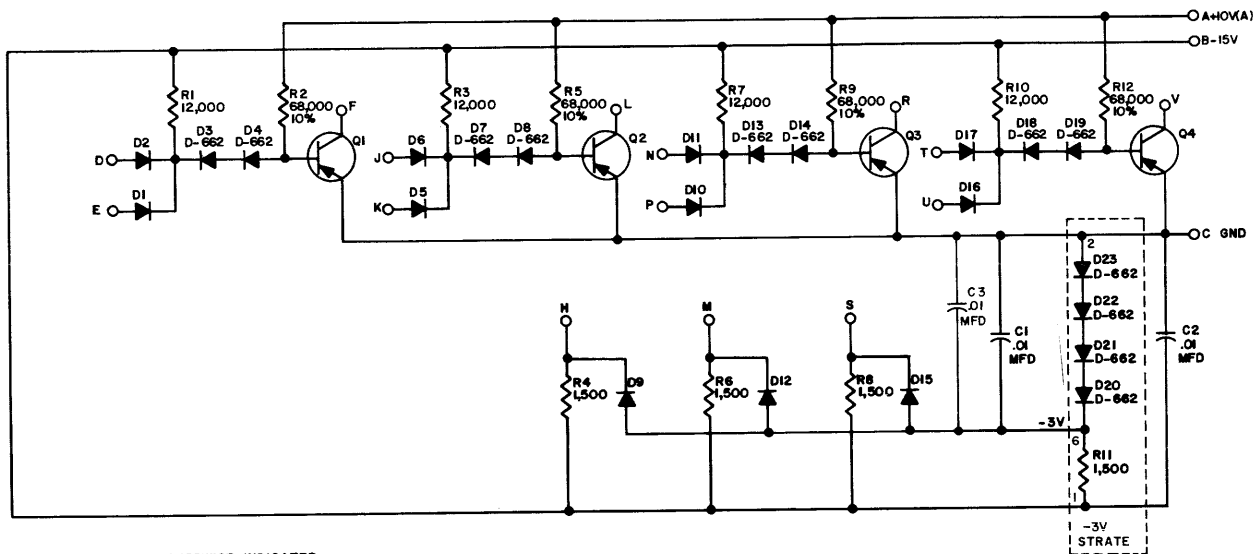 A+10V(A)
B-15V
R1
12,000
R2
68,000
10%
F
R3
12,000
R5
68,000
10%
L
R7
12,000
R9
68,000
10%
R
R10
12,000
R12
68,000
10%
V
D2
D3
D-662
D4
D-662
Q1
D6
D7
D-662
D8
D-662
Q2
D11
D13
D-662
D14
D-662
Q3
D17
D18
D-662
D19
D-662
Q4
D
J
N
T
E
D1
K
D5
P
D10
U
D16
C GND
2
D23
D-662
D22
D-662
D21
D-662
D20
D-662
C3
.01
MFD
C1
.01
MFD
C2
.01
MFD
H
M
S
R4
1,500
D9
R6
1,500
D12
R8
1,500
D15
-3V
6
R11
1,500
1
-3V
STRATE